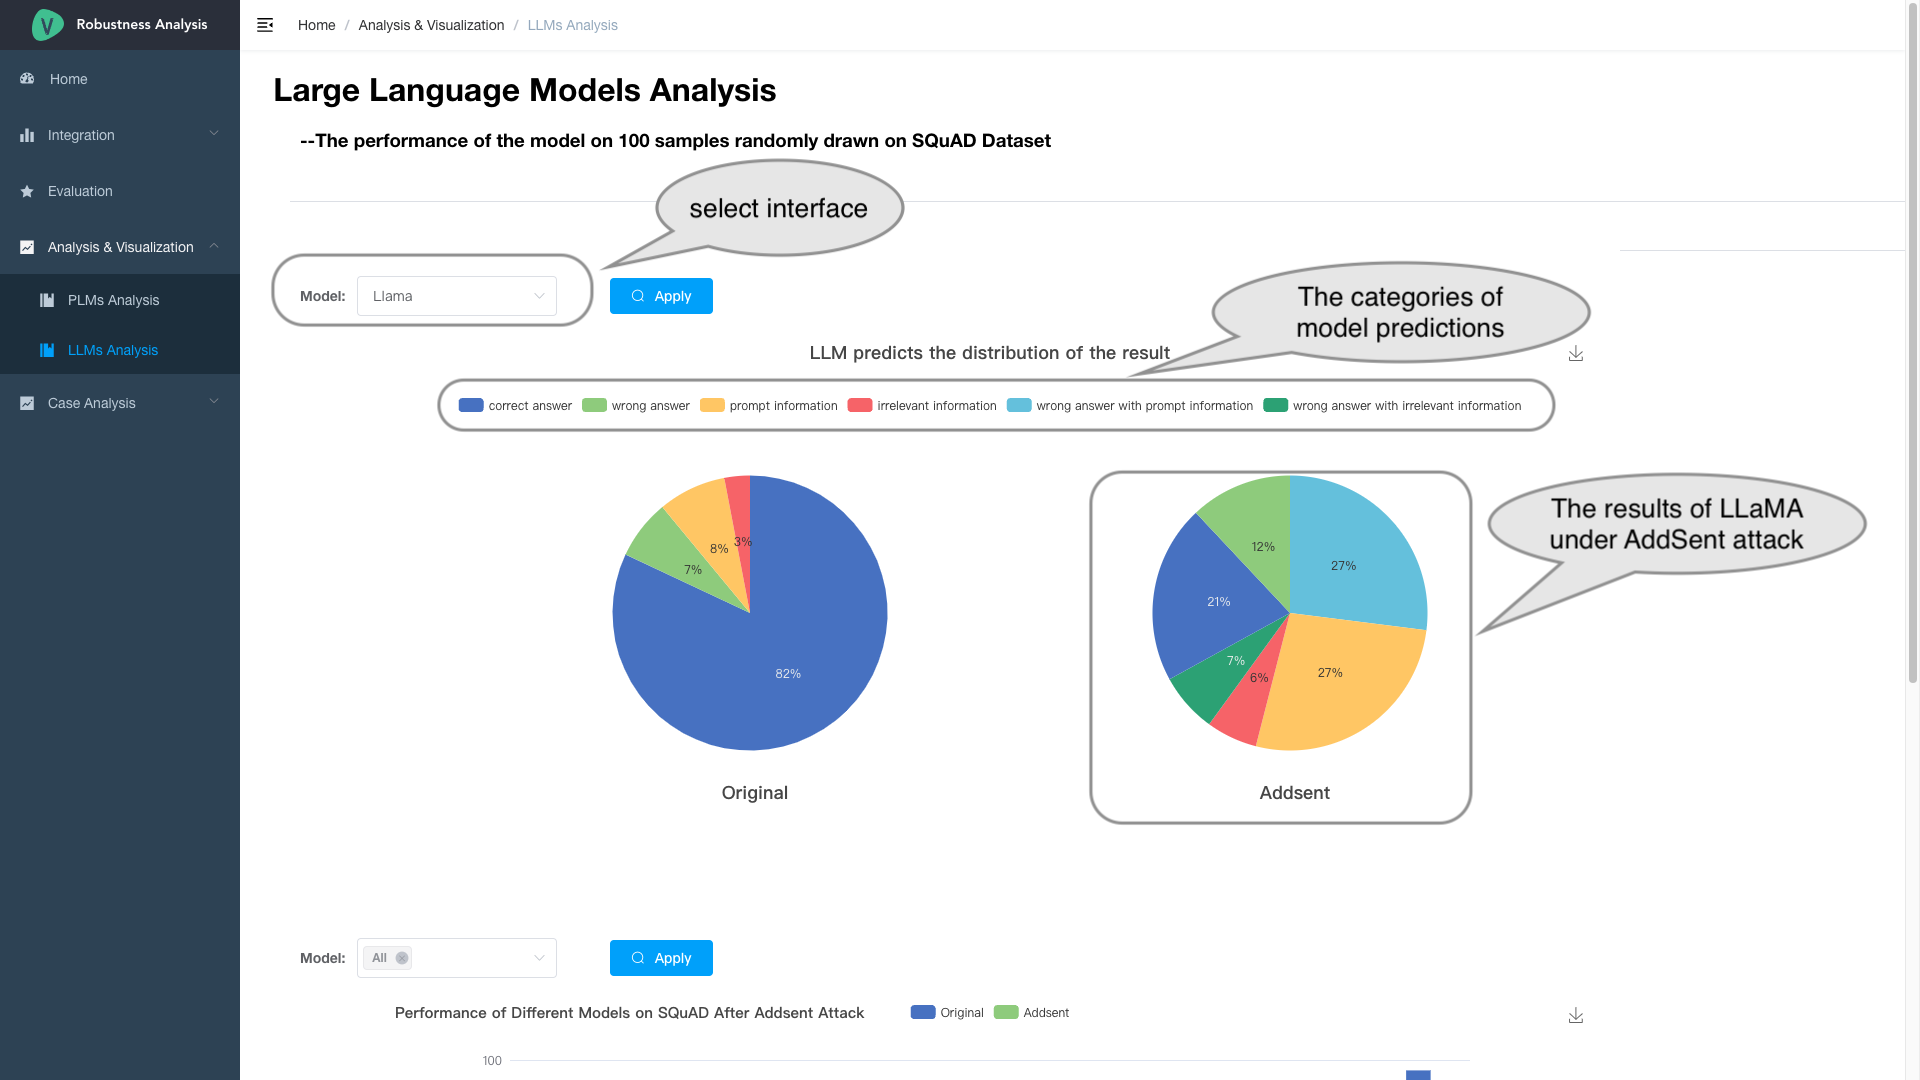 V
Robustness Analysis
Home
Integration
Evaluation
Analysis & Visualization
PLMs Analysis
LLMs Analysis
Case Analysis
Home / Analysis & Visualization / LLMs Analysis
Large Language Models Analysis
--The performance of the model on 100 samples randomly drawn on SQuAD Dataset
select interface
Model: Llama
Apply
The categories of
model predictions
LLM predicts the distribution of the result
correct answer wrong answer prompt information irrelevant information wrong answer with prompt information wrong answer with irrelevant information
3%
8%
7%
82%
Original
12%
27%
21%
7%
6%
27%
Addsent
The results of LLaMA
under AddSent attack
Model: All
Apply
Performance of Different Models on SQuAD After Addsent Attack
Original Addsent
100